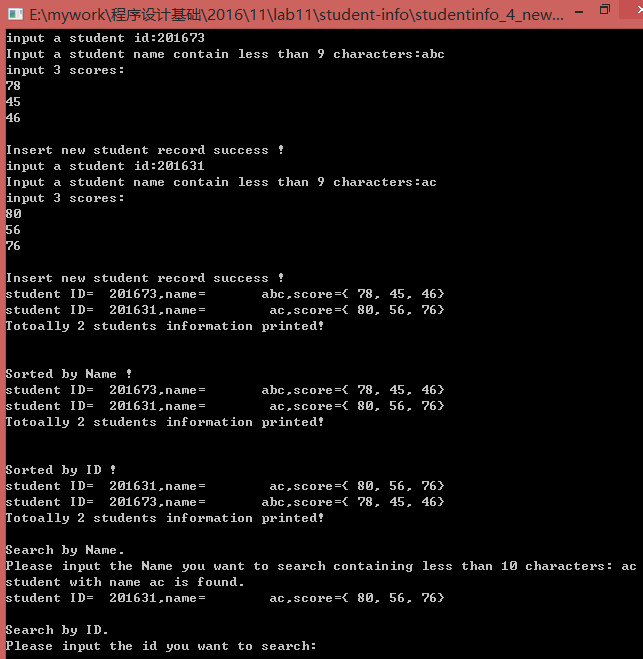 E:\mywork\程序设计基础\2016\11\lab11\student-info\studentinfo_4_new...
input a student id:201673
Input a student name contain less than 9 characters:abc
input 3 scores:
78
45
46
Insert new student record success !
input a student id:201631
Input a student name contain less than 9 characters:ac
input 3 scores:
80
56
76
Insert new student record success !
student ID=  201673,name=       abc,score={ 78, 45, 46}
student ID=  201631,name=        ac,score={ 80, 56, 76}
Totoally 2 students information printed!
Sorted by Name !
student ID=  201673,name=       abc,score={ 78, 45, 46}
student ID=  201631,name=        ac,score={ 80, 56, 76}
Totoally 2 students information printed!
Sorted by ID !
student ID=  201631,name=        ac,score={ 80, 56, 76}
student ID=  201673,name=       abc,score={ 78, 45, 46}
Totoally 2 students information printed!
Search by Name.
Please input the Name you want to search containing less than 10 characters: ac
student with name ac is found.
student ID=  201631,name=        ac,score={ 80, 56, 76}
Search by ID.
Please input the id you want to search: